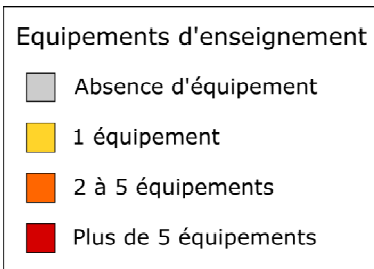 Equipements d'enseignement
Absence d'équipement
1 équipement
2 à 5 équipements
Plus de 5 équipements